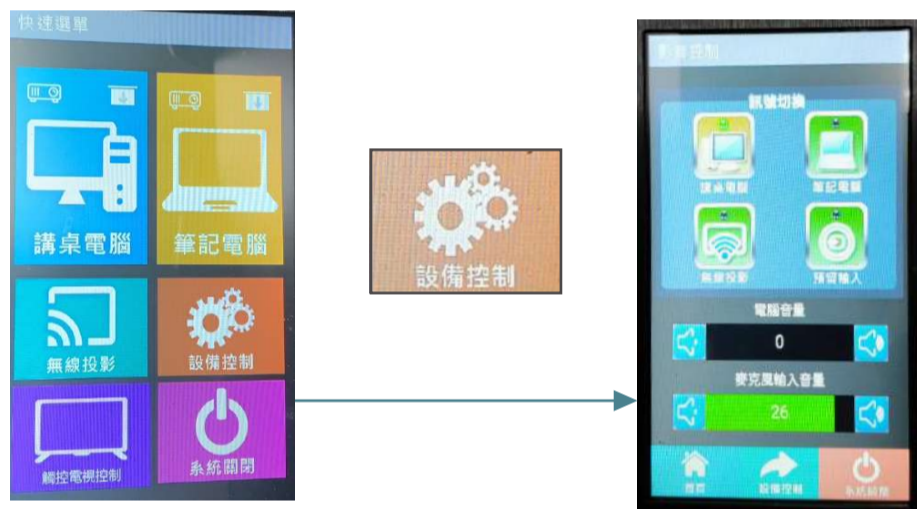 快速選單
講桌電腦
筆記電腦
無線投影
設備控制
觸控電視控制
系統關閉
設備控制
影音控制
訊號切換
講桌電腦
筆記電腦
無線投影
預留輸入
電腦音量
0
麥克風輸入音量
26
首頁
設備控制
系統關閉